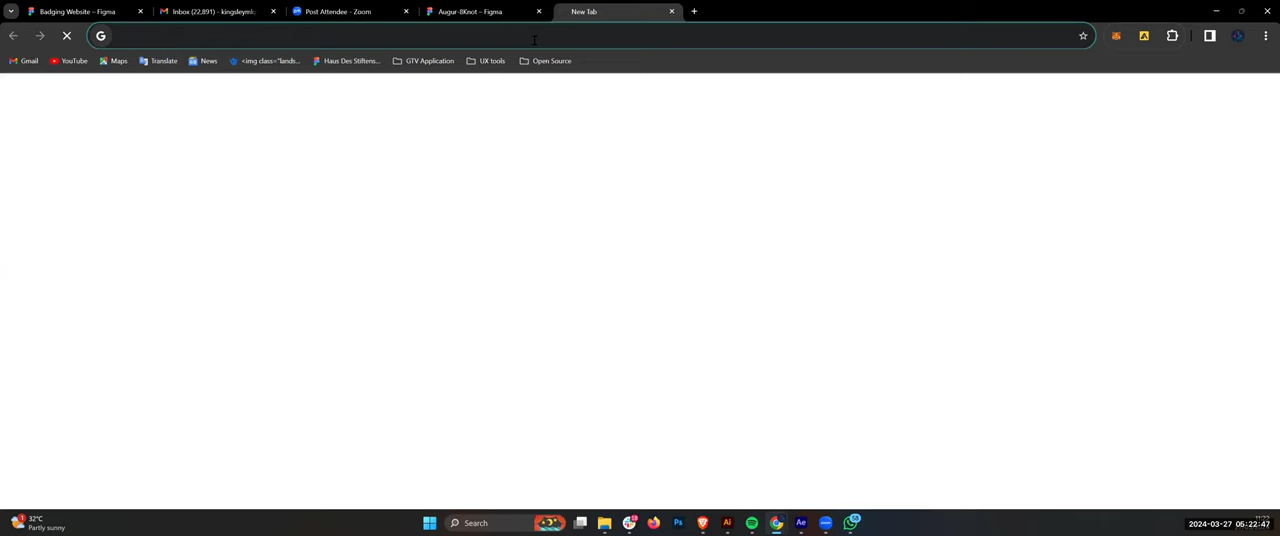 Badging Website – Figma
Inbox (22,891) - kingsleymk
Post Attendee - Zoom
Augur-8Knot – Figma
New Tab
G
Gmail
YouTube
Maps
Translate
News
<img class="lands...
Haus Des Stiftens...
GTV Application
UX tools
Open Source
32°C
Partly sunny
Search
2024-03-27 05:22:47